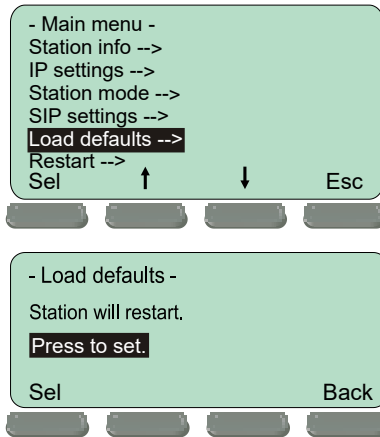 - Main menu -
Station info -->
IP settings -->
Station mode -->
SIP settings -->
Load defaults -->
Restart -->
Sel ↑ ↓ Esc
- Load defaults -
Station will restart.
Press to set.
Sel Back